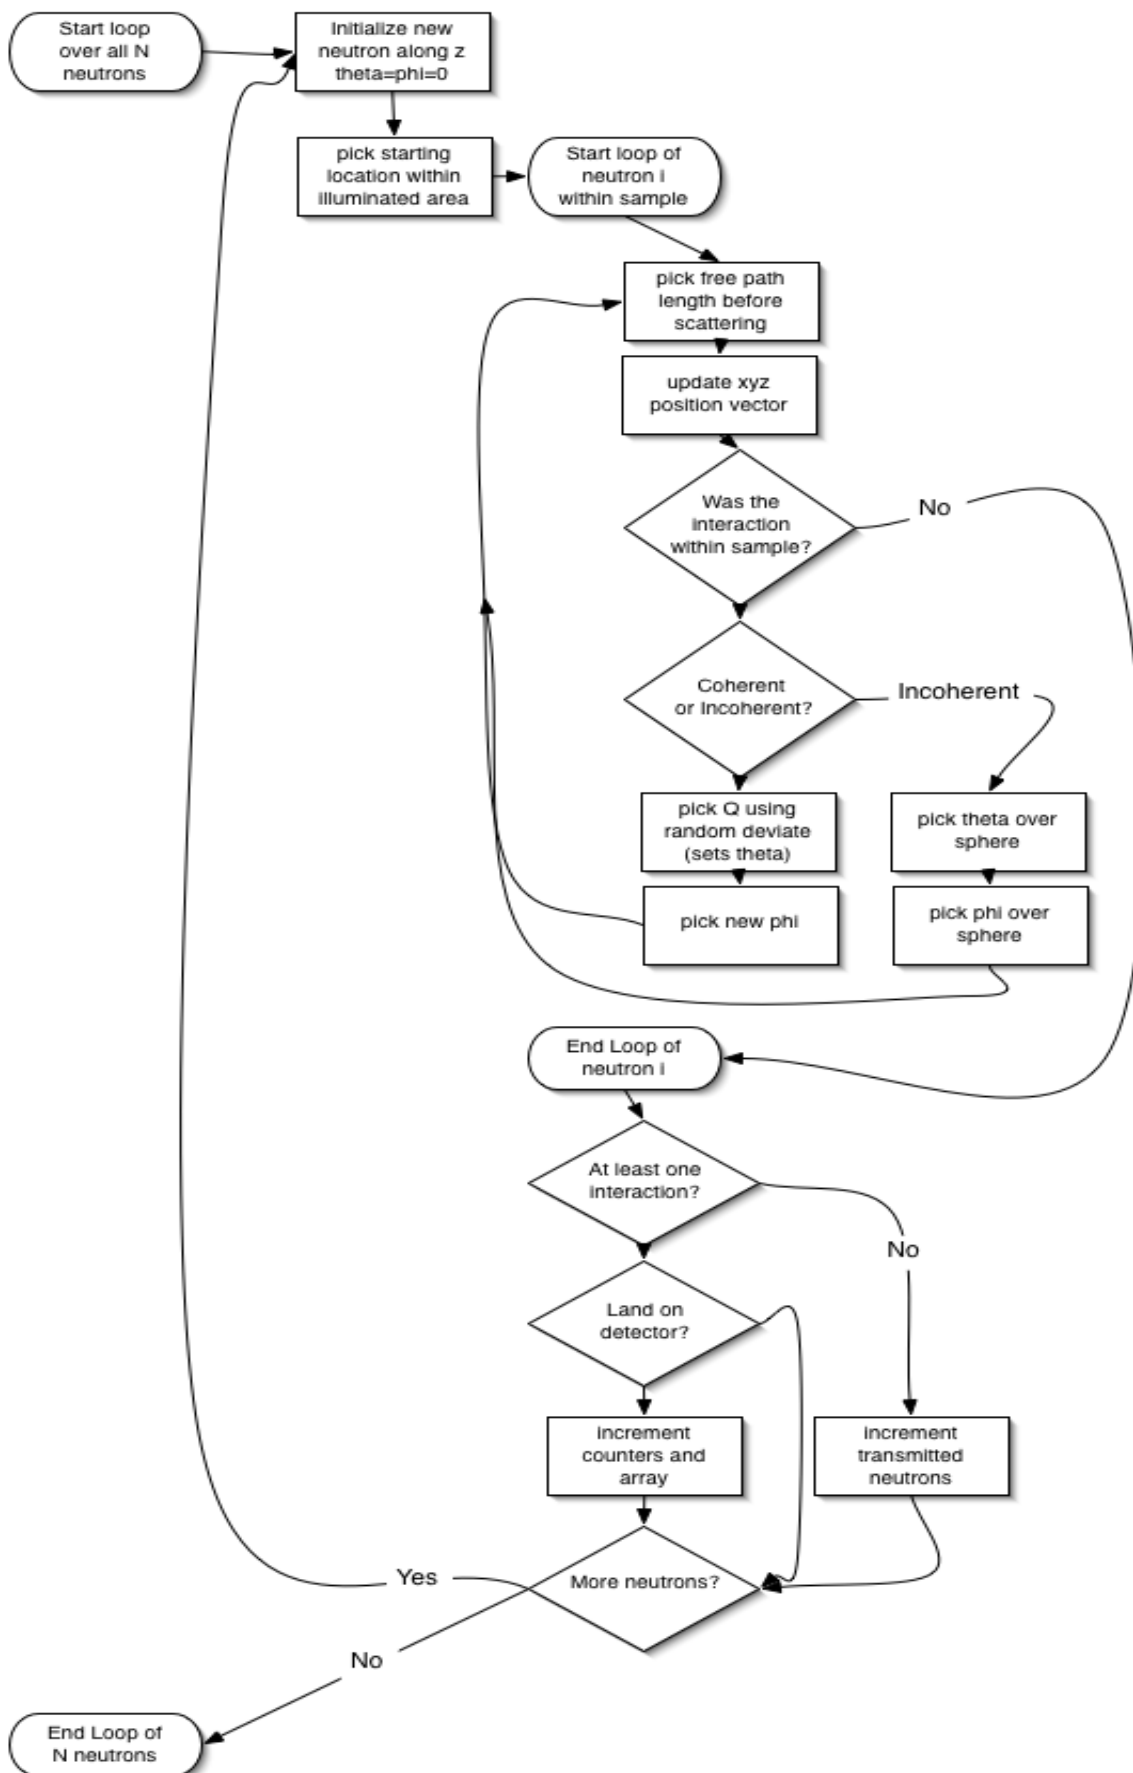 Start loop
over all N
neutrons
Initialize new
neutron along z
theta=phi=0
pick starting
location within
illuminated area
Start loop of
neutron i
within sample
pick free path
length before
scattering
update xyz
position vector
Was the
interaction
within sample?
No
Coherent
or Incoherent?
Incoherent
pick Q using
random deviate
(sets theta)
pick theta over
sphere
pick new phi
pick phi over
sphere
End Loop of
neutron i
At least one
interaction?
No
Land on
detector?
increment
counters and
array
increment
transmitted
neutrons
More neutrons?
Yes
No
End Loop of
N neutrons